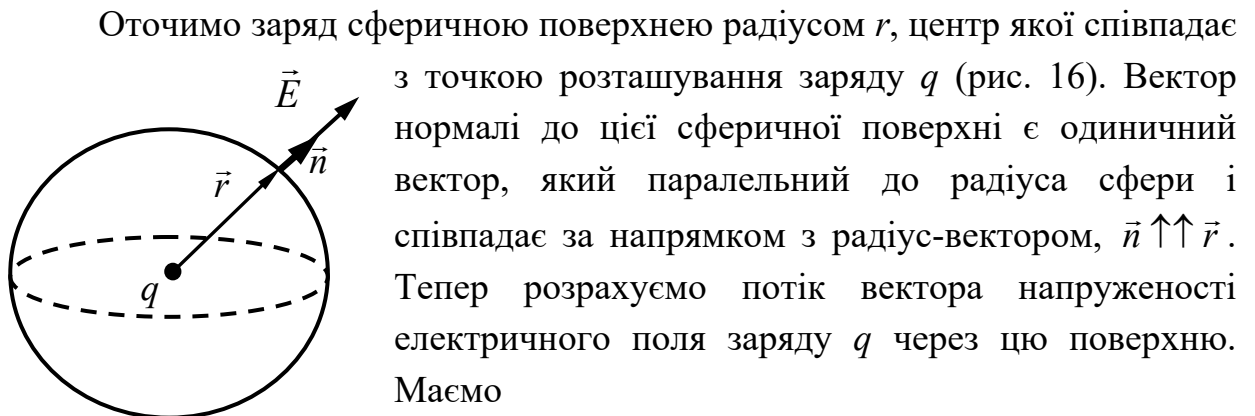 Оточимо заряд сферичною поверхнею радіусом r, центр якої співпадає
з точкою розташування заряду q (рис. 16). Вектор
нормалі до цієї сферичної поверхні є одиничний
вектор, який паралельний до радіуса сфери і
співпадає за напрямком з радіус-вектором, n⃗ ↑↑ r⃗ .
Тепер розрахуємо потік вектора напруженості
електричного поля заряду q через цю поверхню.
Маємо
E⃗
n⃗
r⃗
q